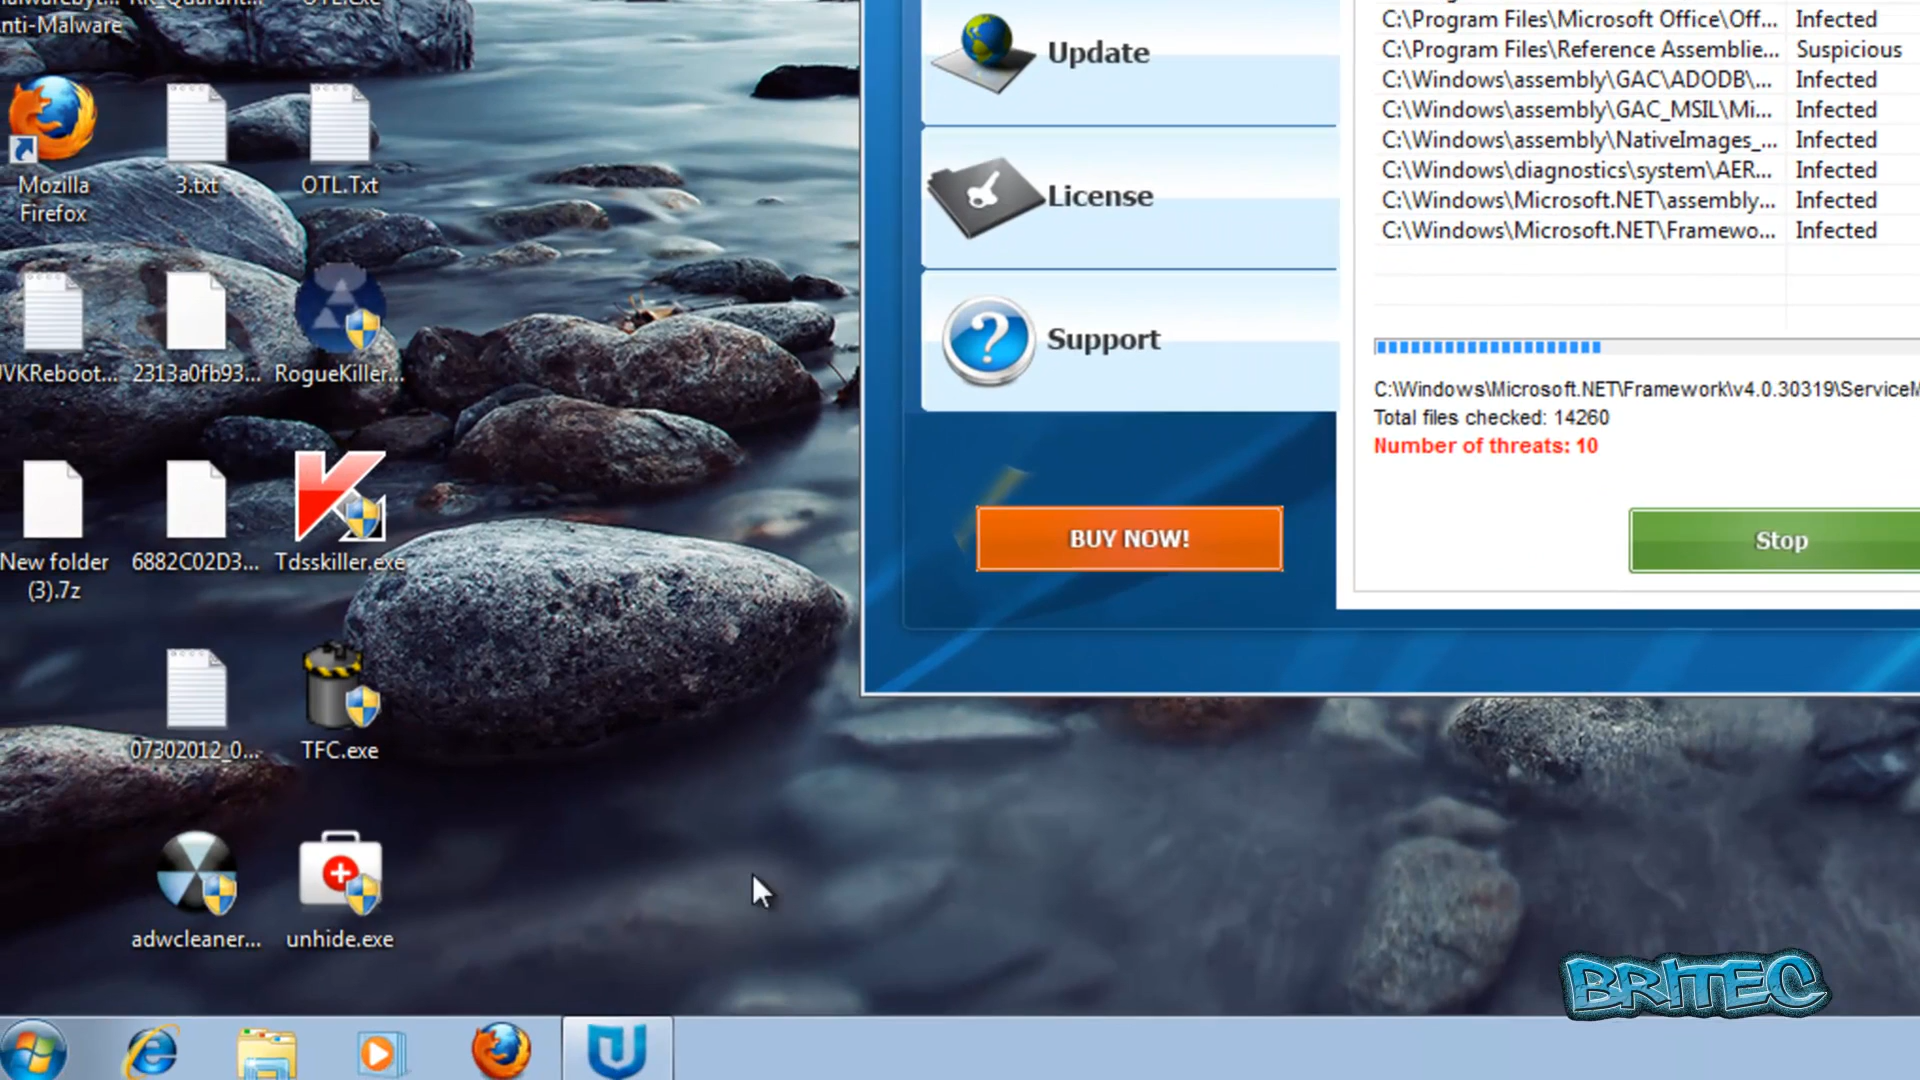 nti-Malware
OTL.exe
Mozilla
Firefox
3.txt
OTL.Txt
VKReboot...
2313a0fb93...
RogueKiller...
New folder
(3).7z
6882C02D3...
Tdsskiller.exe
07302012_0...
TFC.exe
adwcleaner...
unhide.exe
Update
License
Support
BUY NOW!
C:\Program Files\Microsoft Office\Off... Infected
C:\Program Files\Reference Assemblie... Suspicious
C:\Windows\assembly\GAC\ADODB\... Infected
C:\Windows\assembly\GAC_MSIL\Mi... Infected
C:\Windows\assembly\NativeImages_... Infected
C:\Windows\diagnostics\system\AER... Infected
C:\Windows\Microsoft.NET\assembly... Infected
C:\Windows\Microsoft.NET\Framewo... Infected
C:\Windows\Microsoft.NET\Framework\v4.0.30319\ServiceM
Total files checked: 14260
Number of threats: 10
Stop
BRITEC